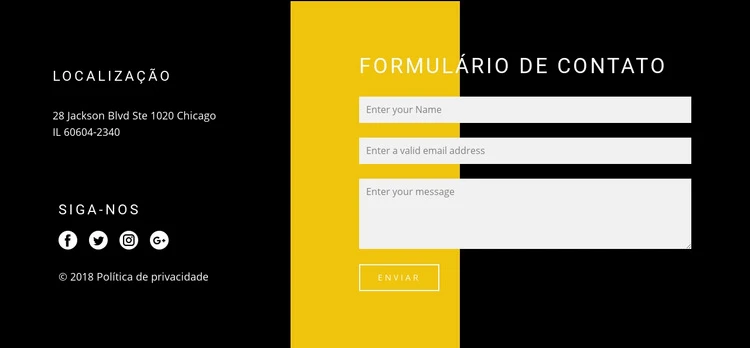 LOCALIZAÇÃO
28 Jackson Blvd Ste 1020 Chicago
IL 60604-2340
SIGA-NOS
© 2018 Política de privacidade
FORMULÁRIO DE CONTATO
Enter your Name
Enter a valid email address
Enter your message
ENVIAR